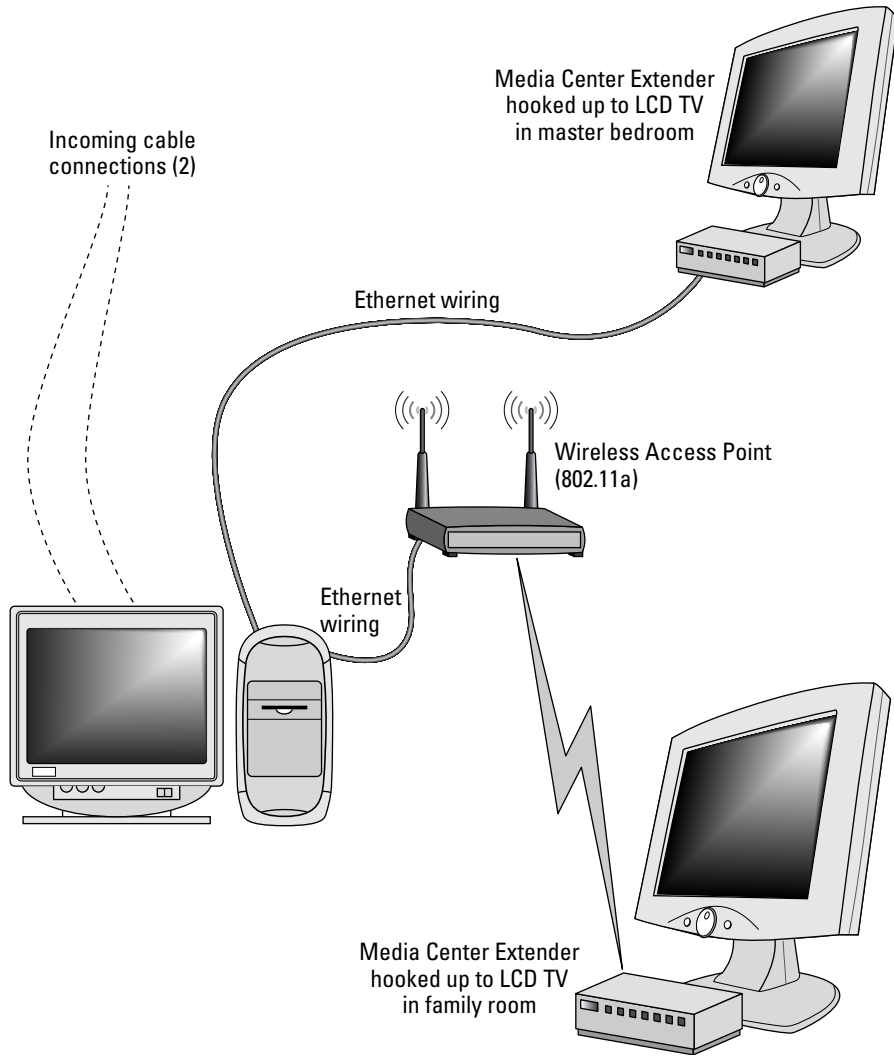 Media Center Extender
hooked up to LCD TV
in master bedroom
Incoming cable
connections (2)
Ethernet wiring
Wireless Access Point
(802.11a)
Ethernet
wiring
Media Center Extender
hooked up to LCD TV
in family room